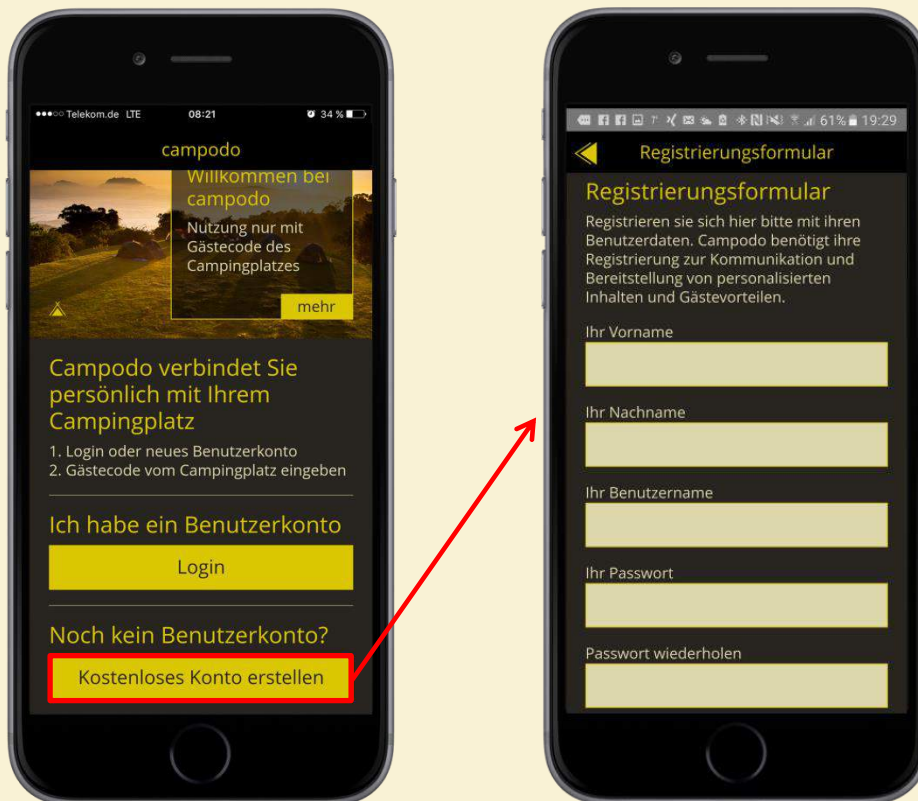 Telekom.de LTE 08:21 34 %
campodo
Willkommen bei
campodo
Nutzung nur mit
Gästecode des
Campingplatzes
mehr
Campodo verbindet Sie
persönlich mit Ihrem
Campingplatz
1. Login oder neues Benutzerkonto
2. Gästecode vom Campingplatz eingeben
Ich habe ein Benutzerkonto
Login
Noch kein Benutzerkonto?
Kostenloses Konto erstellen
61% 19:29
Registrierungsformular
Registrierungsformular
Registrieren sie sich hier bitte mit ihren
Benutzerdaten. Campodo benötigt ihre
Registrierung zur Kommunikation und
Bereitstellung von personalisierten
Inhalten und Gästevorteilen.
Ihr Vorname
Ihr Nachname
Ihr Benutzername
Ihr Passwort
Passwort wiederholen